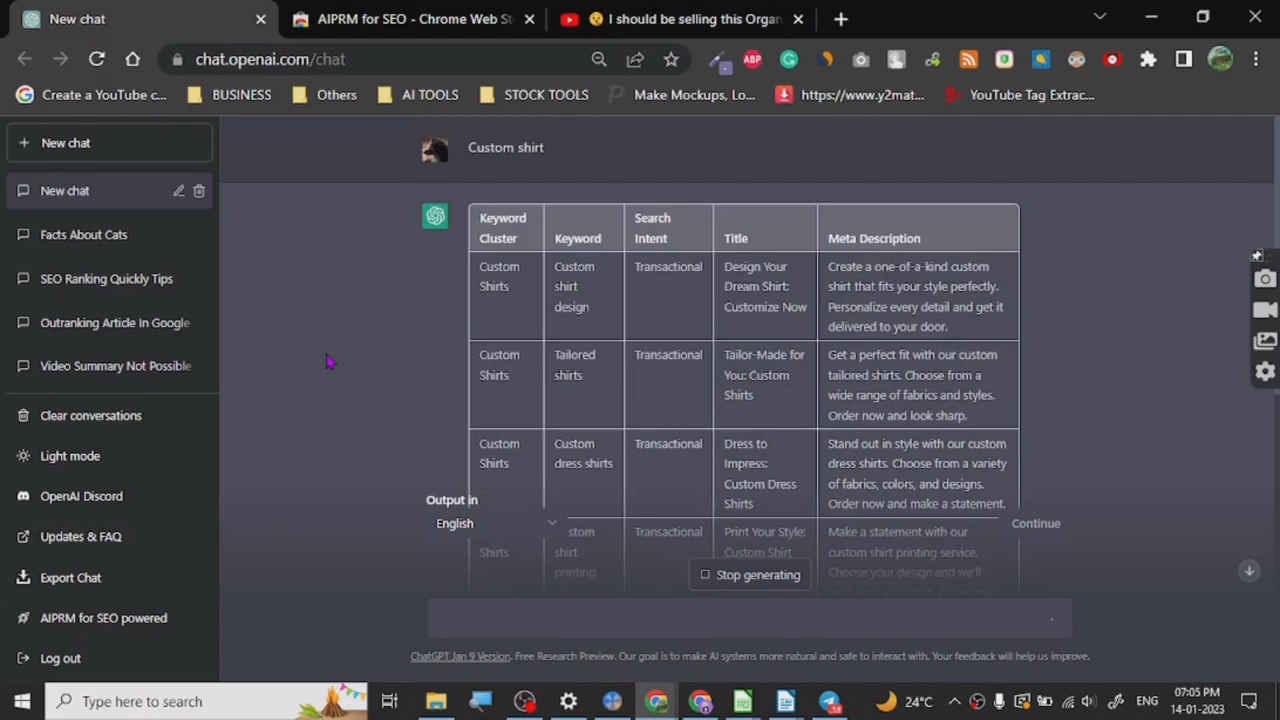 New chat
AIPRM for SEO - Chrome Web St
I should be selling this Organ
chat.openai.com/chat
ABP
Create a YouTube c...
BUSINESS
Others
AI TOOLS
STOCK TOOLS
Make Mockups, Lo...
https://www.y2mat...
YouTube Tag Extrac...
New chat
New chat
Facts About Cats
SEO Ranking Quickly Tips
Outranking Article In Google
Video Summary Not Possible
Clear conversations
Light mode
OpenAI Discord
Updates & FAQ
Export Chat
AIPRM for SEO powered
Log out
Custom shirt
Keyword
Cluster
Keyword
Search
Intent
Title
Meta Description
Custom
Shirts
Custom
shirt
design
Transactional
Design Your
Dream Shirt:
Customize Now
Create a one-of-a-kind custom
shirt that fits your style perfectly.
Personalize every detail and get it
delivered to your door.
Custom
Shirts
Tailored
shirts
Transactional
Tailor-Made for
You: Custom
Shirts
Get a perfect fit with our custom
tailored shirts. Choose from a
wide range of fabrics and styles.
Order now and look sharp.
Custom
Shirts
Custom
dress shirts
Transactional
Dress to
Impress:
Custom Dress
Shirts
Stand out in style with our custom
dress shirts. Choose from a variety
of fabrics, colors, and designs.
Order now and make a statement.
Shirts
stom
shirt
printing
Transactional
Print Your Style:
Custom Shirt
Make a statement with our
custom shirt printing service.
Choose your design and we'll
Output in
English
Continue
Stop generating
ChatGPT Jan 9 Version. Free Research Preview. Our goal is to make AI systems more natural and safe to interact with. Your feedback will help us improve.
Type here to search
24°C
ENG
07:05 PM
14-01-2023